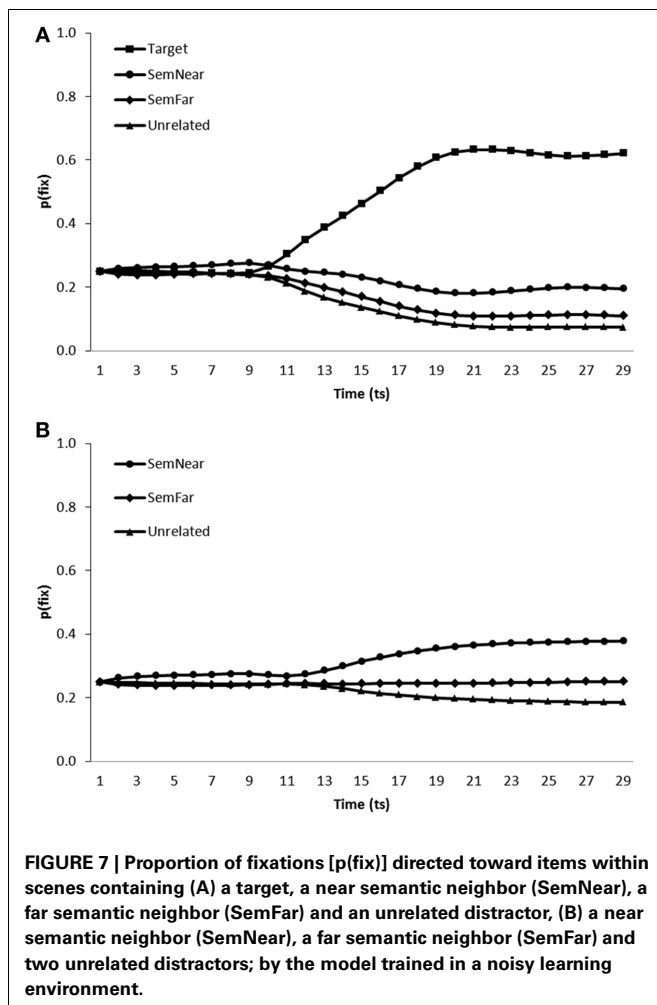 A
1.0
0.8
0.6
0.4
0.2
0.0
p(fix)
Target
SemNear
SemFar
Unrelated
1 3 5 7 9 11 13 15 17 19 21 23 25 27 29
Time (ts)
B
1.0
0.8
0.6
0.4
0.2
0.0
p(fix)
SemNear
SemFar
Unrelated
1 3 5 7 9 11 13 15 17 19 21 23 25 27 29
Time (ts)
FIGURE 7 | Proportion of fixations [p(fix)] directed toward items within
scenes containing (A) a target, a near semantic neighbor (SemNear), a
far semantic neighbor (SemFar) and an unrelated distractor, (B) a near
semantic neighbor (SemNear), a far semantic neighbor (SemFar) and
two unrelated distractors; by the model trained in a noisy learning
environment.